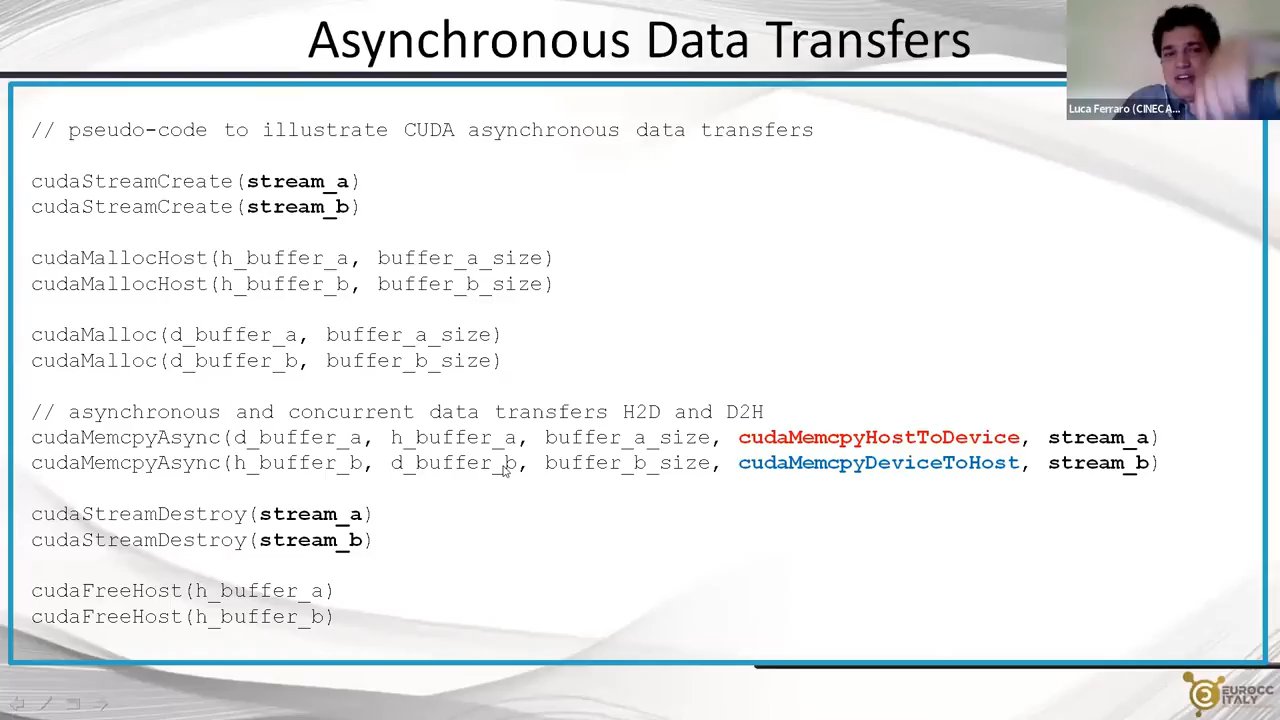 Asynchronous Data Transfers
Luca Ferraro (CINECA...
// pseudo-code to illustrate CUDA asynchronous data transfers
cudaStreamCreate(stream_a)
cudaStreamCreate(stream_b)
cudaMallocHost(h_buffer_a, buffer_a_size)
cudaMallocHost(h_buffer_b, buffer_b_size)
cudaMalloc(d_buffer_a, buffer_a_size)
cudaMalloc(d_buffer_b, buffer_b_size)
// asynchronous and concurrent data transfers H2D and D2H
cudaMemcpyAsync(d_buffer_a, h_buffer_a, buffer_a_size, cudaMemcpyHostToDevice, stream_a)
cudaMemcpyAsync(h_buffer_b, d_buffer_b, buffer_b_size, cudaMemcpyDeviceToHost, stream_b)
cudaStreamDestroy(stream_a)
cudaStreamDestroy(stream_b)
cudaFreeHost(h_buffer_a)
cudaFreeHost(h_buffer_b)
EUROCC
ITALY